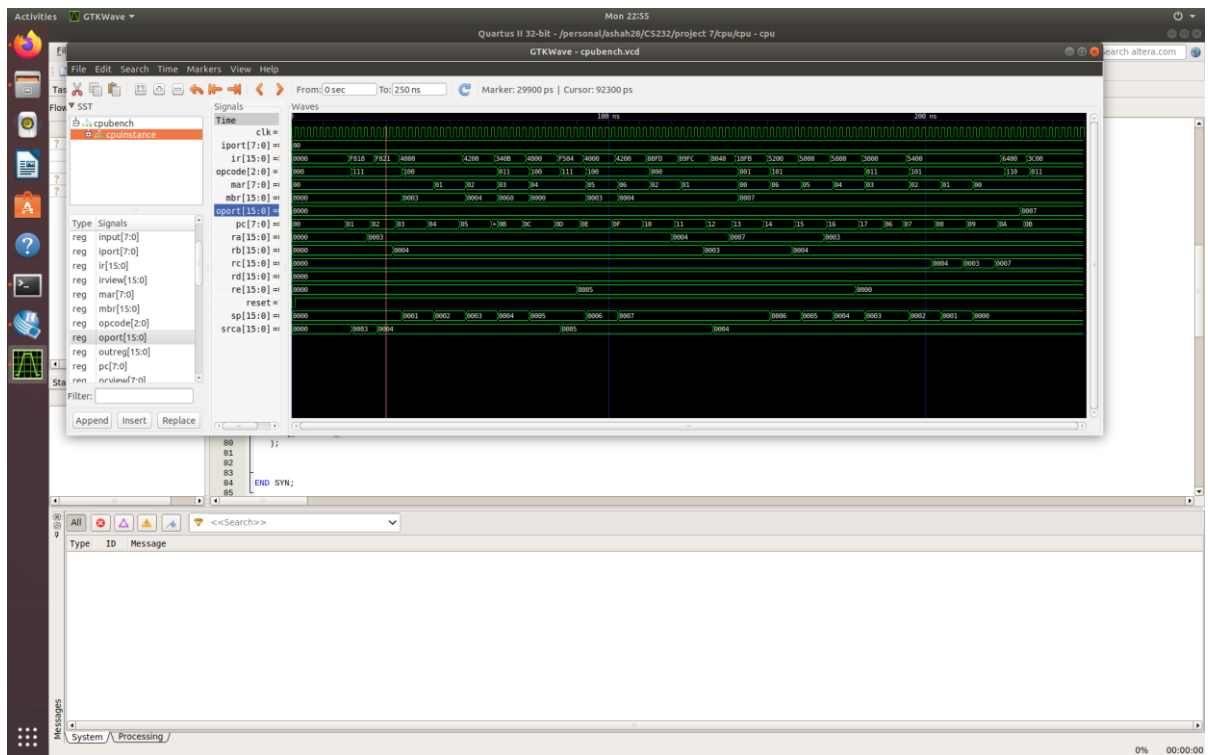 Activities GTKWave Mon 22:55
Quartus II 32-bit - /personal/ashah28/CS232/project 7/cpu/cpu - cpu
GTKWave - cpubench.vcd
search altera.com
File Edit Search Time Markers View Help
From: 0 sec To: 250 ns Marker: 29900 ps | Cursor: 92300 ps
SST Signals Waves
cpubench Time 100 ns 200 ns
cpuinstance clk=
iport[7:0]= 00
ir[15:0]= 0000 F818 F821 4000 4200 340B 4800 F504 4000 4200 08FD 09FC 8040 10FB 5200 5000 5800 3800 5400 6400 3C00
opcode[2:0]= 000 111 100 011 100 111 100 000 001 101 011 101 110 011
mar[7:0]= 00 01 02 03 04 05 06 02 01 00 06 05 04 03 02 01 00
mbr[15:0]= 0000 0003 0004 0060 0000 0003 0004 0007
oport[15:0]= 0000 0007
pc[7:0]= 00 01 02 03 04 05 +0B 0C 0D 0E 0F 10 11 12 13 14 15 16 17 06 07 08 09 0A 0B
ra[15:0]= 0000 0003 0004 0007 0003
rb[15:0]= 0000 0004 0003 0004
rc[15:0]= 0000 0004 0003 0007
rd[15:0]= 0000
re[15:0]= 0000 0005 0000
reset=
sp[15:0]= 0000 0001 0002 0003 0004 0005 0006 0007 0006 0005 0004 0003 0002 0001 0000
srca[15:0]= 0000 0003 0004 0005 0004
Type Signals
reg input[7:0]
reg iport[7:0]
reg ir[15:0]
reg irview[15:0]
reg mar[7:0]
reg mbr[15:0]
reg opcode[2:0]
reg oport[15:0]
reg outreg[15:0]
reg pc[7:0]
reg pcview[7:0]
Filter:
Append Insert Replace
80 );
81
82
83
84 END SYN;
85
All <<Search>>
Type ID Message
Messages
System Processing
0% 00:00:00